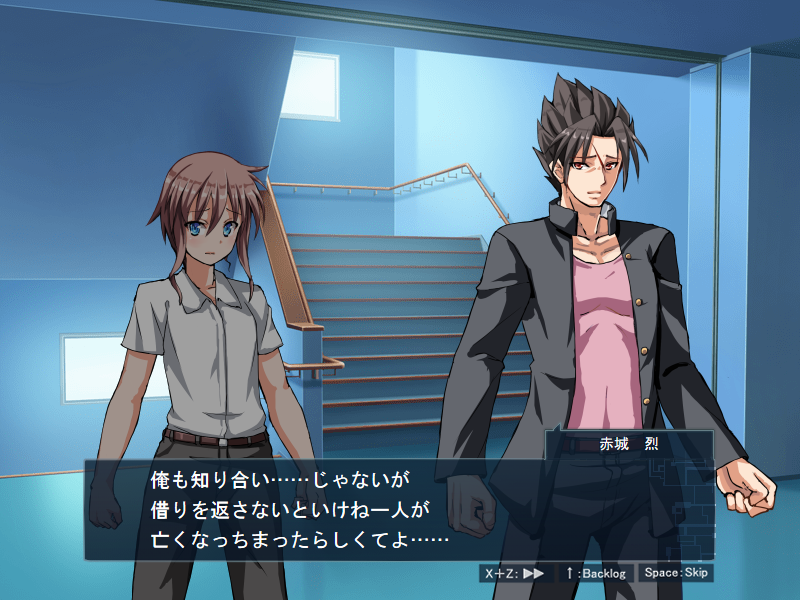 赤城 烈
俺も知り合い……じゃないが
借りを返さないといけね一人が
亡くなっちまったらしくてよ……
X+Z:▶▶ ↑:Backlog Space:Skip